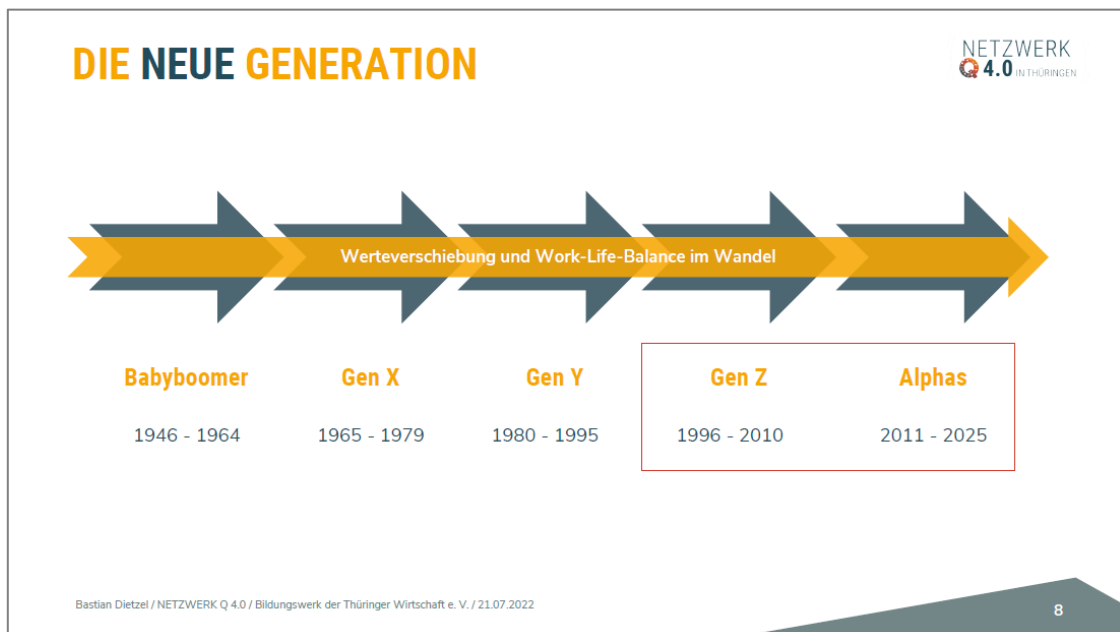 DIE NEUE GENERATION
NETZWERK
Q 4.0 IN THÜRINGEN
Werteverschiebung und Work-Life-Balance im Wandel
Babyboomer
Gen X
Gen Y
Gen Z
Alphas
1946 - 1964
1965 - 1979
1980 - 1995
1996 - 2010
2011 - 2025
Bastian Dietzel / NETZWERK Q 4.0 / Bildungswerk der Thüringer Wirtschaft e. V. / 21.07.2022
8